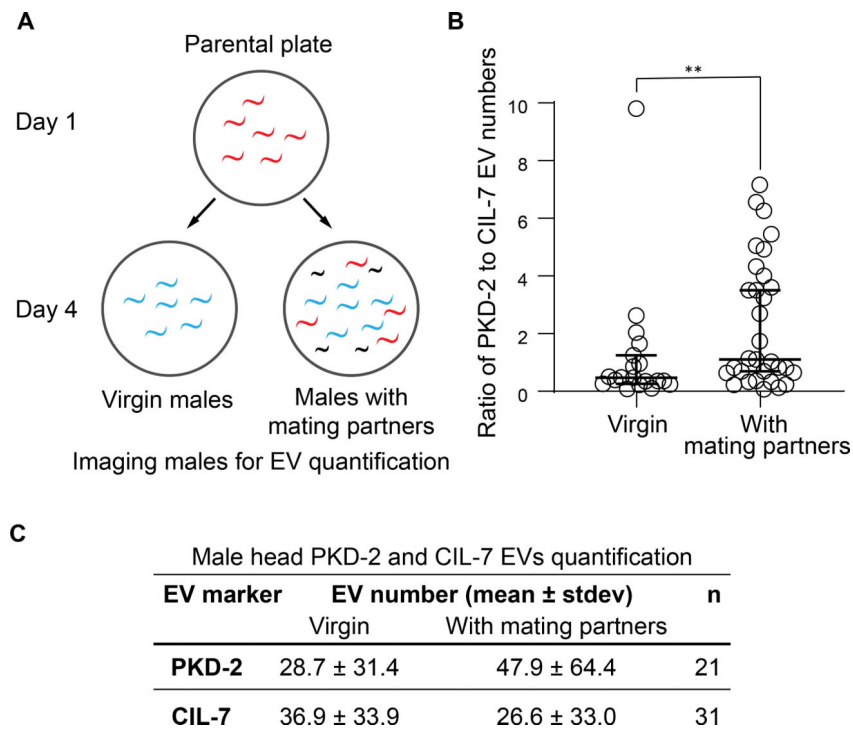 A
Parental plate
Day 1
Day 4
Virgin males
Males with
mating partners
Imaging males for EV quantification
B
Ratio of PKD-2 to CIL-7 EV numbers
**
10
8
6
4
2
0
Virgin
With
mating partners
C
Male head PKD-2 and CIL-7 EVs quantification
EV marker EV number (mean ± stdev) n
Virgin With mating partners
PKD-2 28.7 ± 31.4 47.9 ± 64.4 21
CIL-7 36.9 ± 33.9 26.6 ± 33.0 31